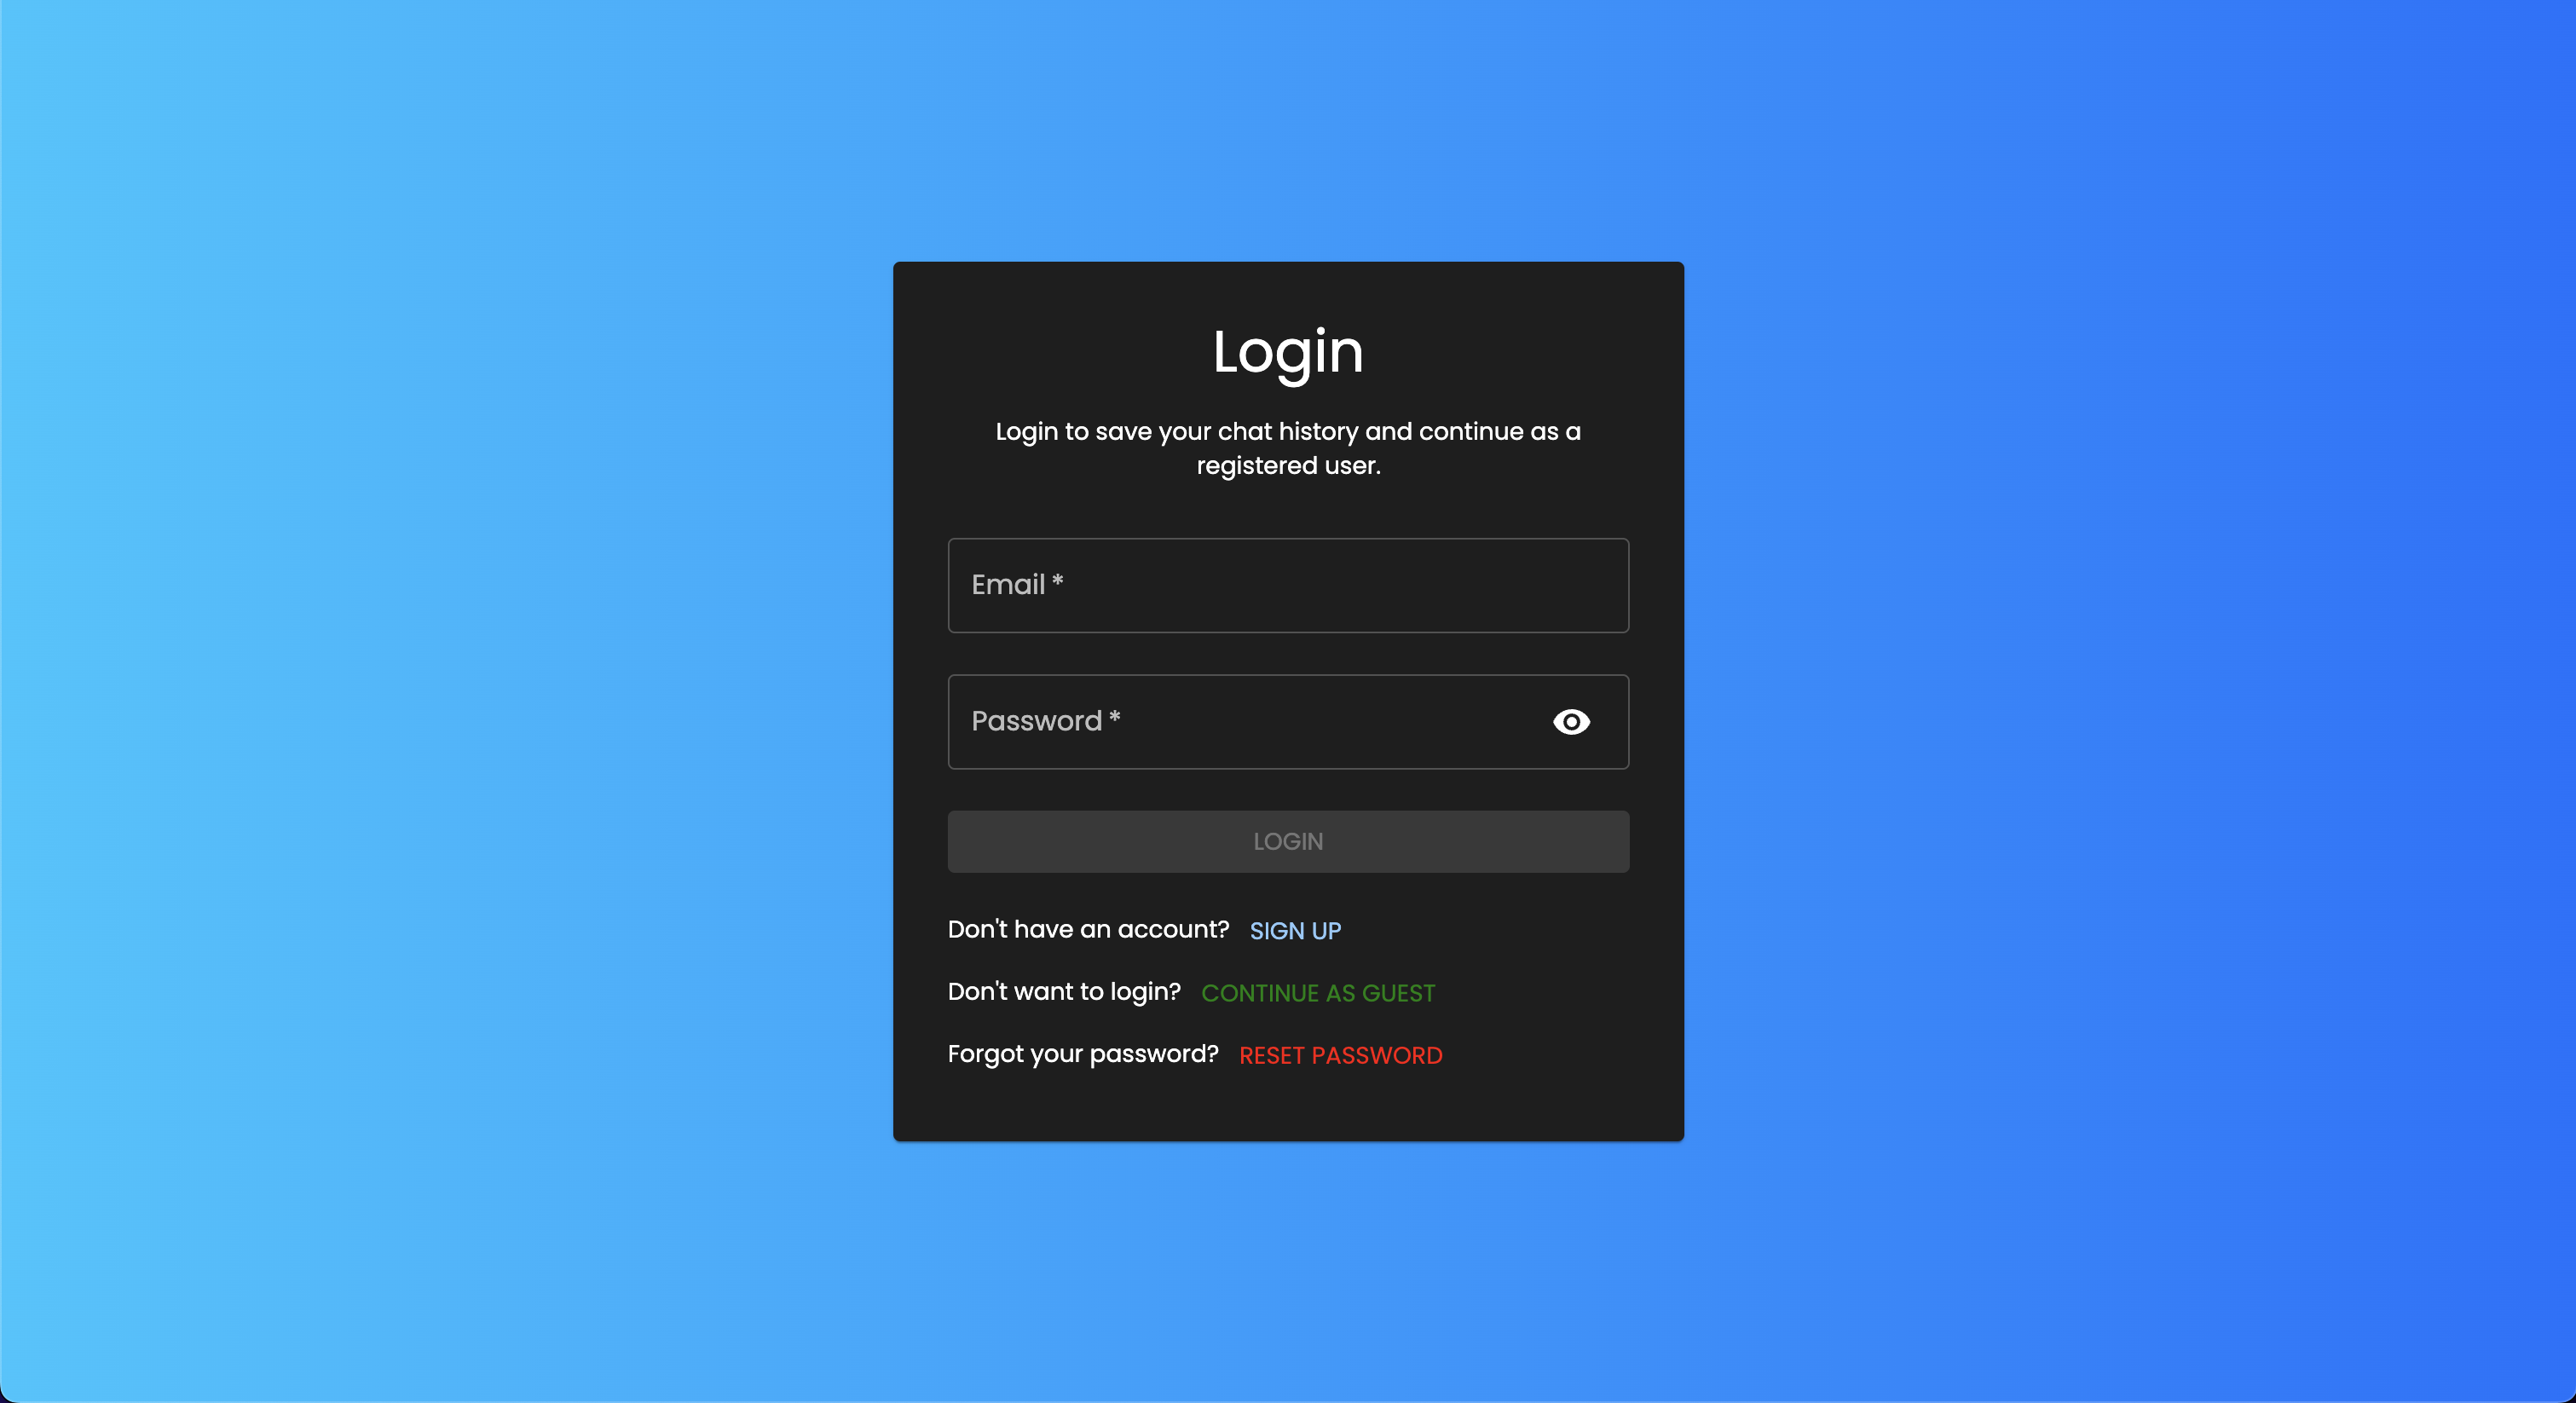 Login
Login to save your chat history and continue as a
registered user.
Email *
Password *
LOGIN
Don't have an account? SIGN UP
Don't want to login? CONTINUE AS GUEST
Forgot your password? RESET PASSWORD